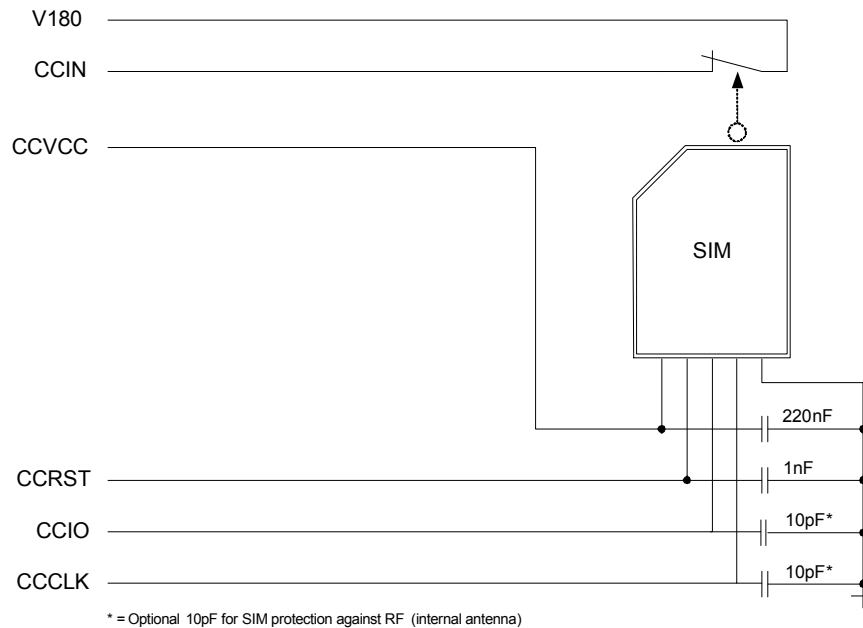 V180
CCIN
CCVCC
SIM
220nF
CCRST
1nF
CCIO
10pF*
CCCLK
10pF*
* = Optional 10pF for SIM protection against RF (internal antenna)